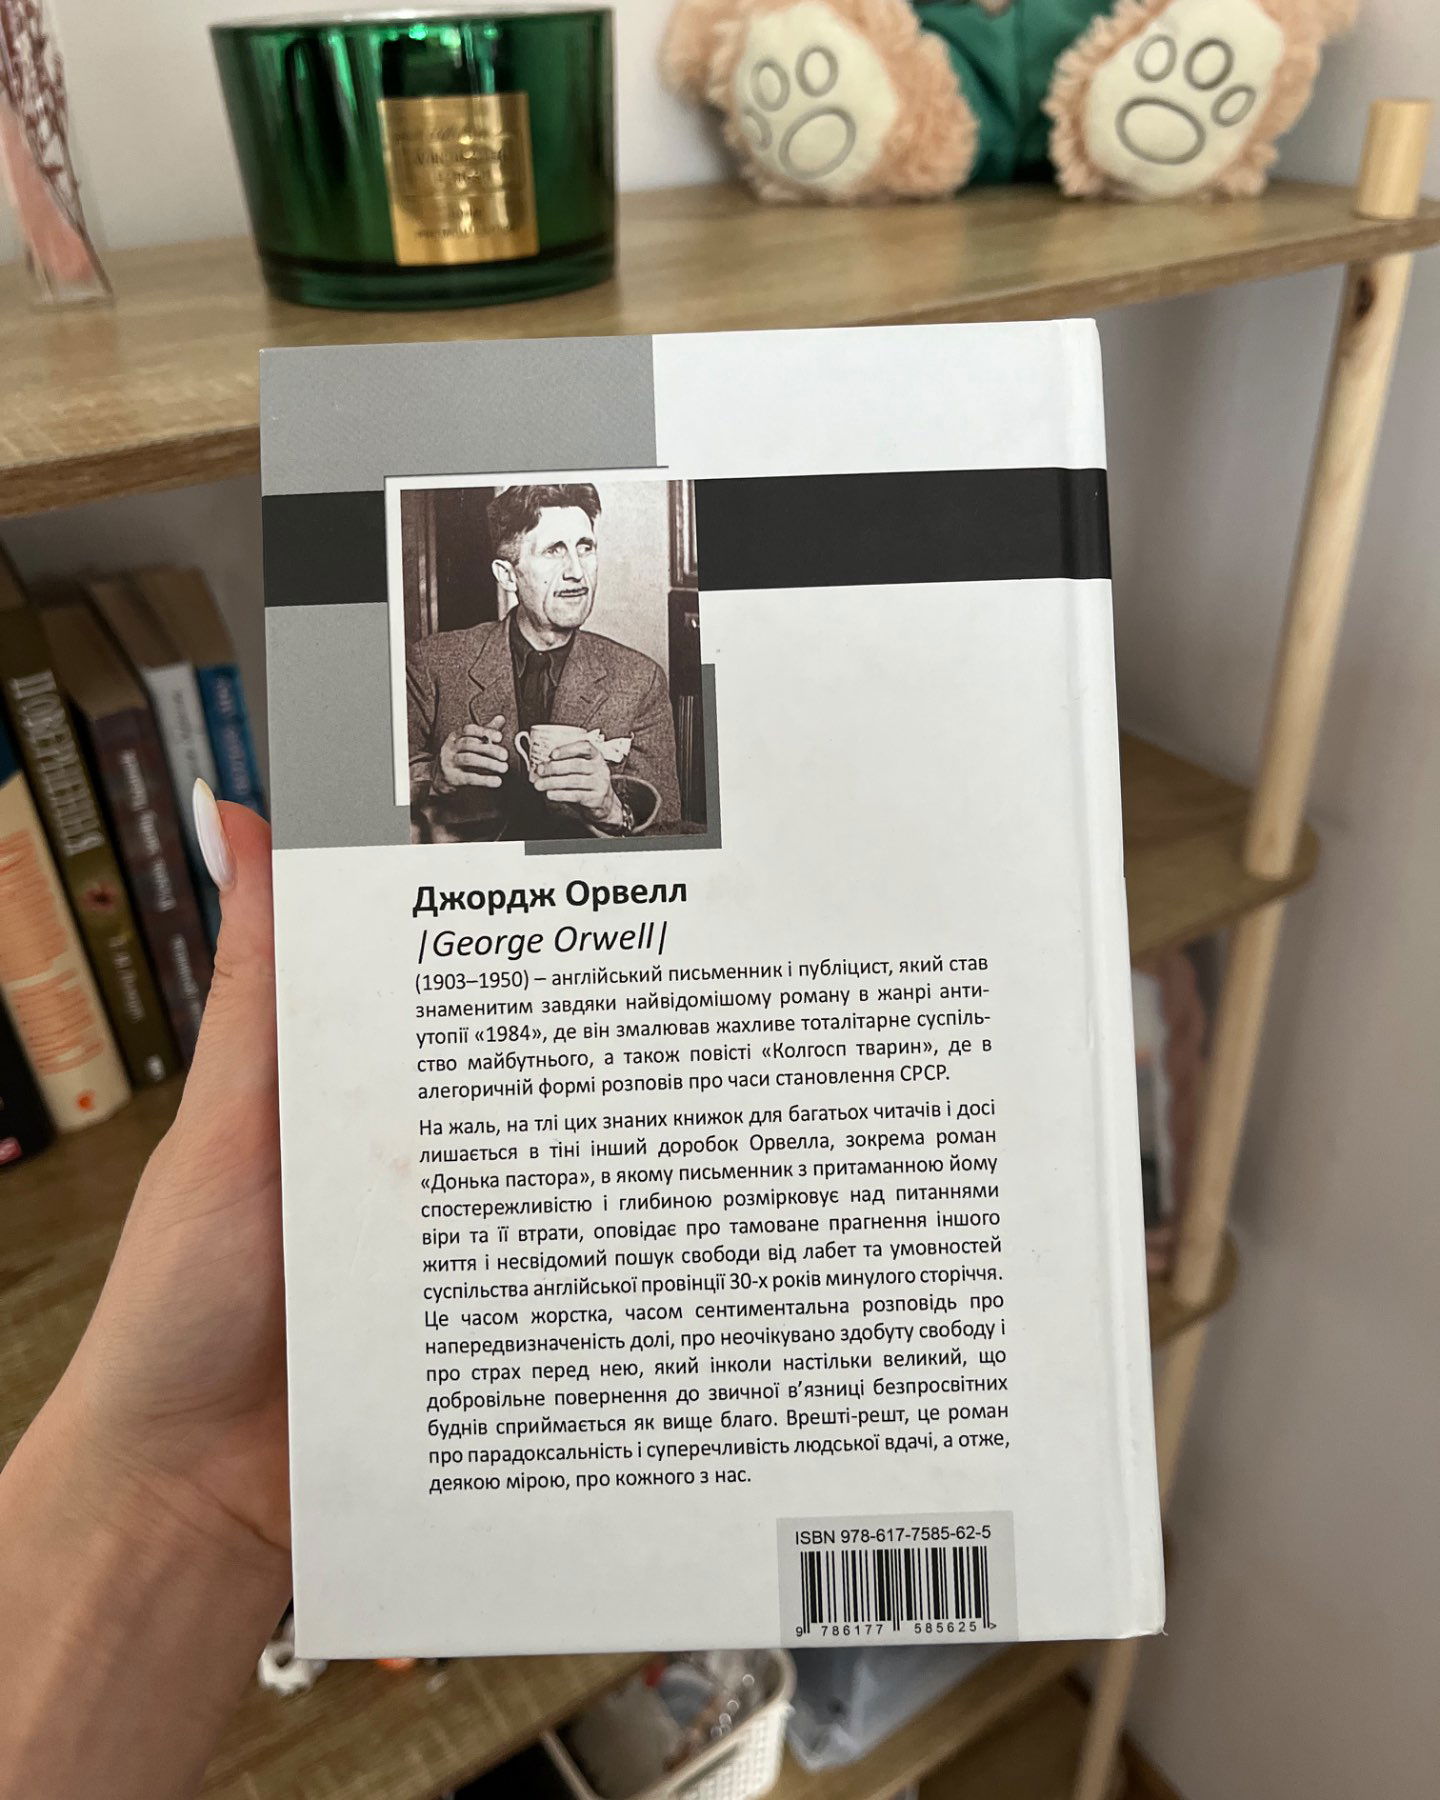 Джордж Орвелл
|George Orwell|
(1903–1950) – англійський письменник і публіцист, який став
знаменитим завдяки найвідомішому роману в жанрі анти-
утопії «1984», де він змалював жахливе тоталітарне суспіль-
ство майбутнього, а також повісті «Колгосп тварин», де в
алегоричній формі розповів про часи становлення СРСР.
На жаль, на тлі цих знаних книжок для багатьох читачів і досі
лишається в тіні інший доробок Орвелла, зокрема роман
«Донька пастора», в якому письменник з притаманною йому
спостережливістю і глибиною розмірковує над питаннями
віри та її втрати, оповідає про тамоване прагнення іншого
життя і несвідомий пошук свободи від лабет та умовностей
суспільства англійської провінції 30-х років минулого сторіччя.
Це часом жорстка, часом сентиментальна розповідь про
напередвизначеність долі, про неочікувано здобуту свободу і
про страх перед нею, який інколи настільки великий, що
добровільне повернення до звичної в’язниці безпросвітних
буднів сприймається як вище благо. Врешті-решт, це роман
про парадоксальність і суперечливість людської вдачі, а отже,
деякою мірою, про кожного з нас.
ISBN 978-617-7585-62-5
9 786177 585625 >
ПОВЕРНЕННЯ